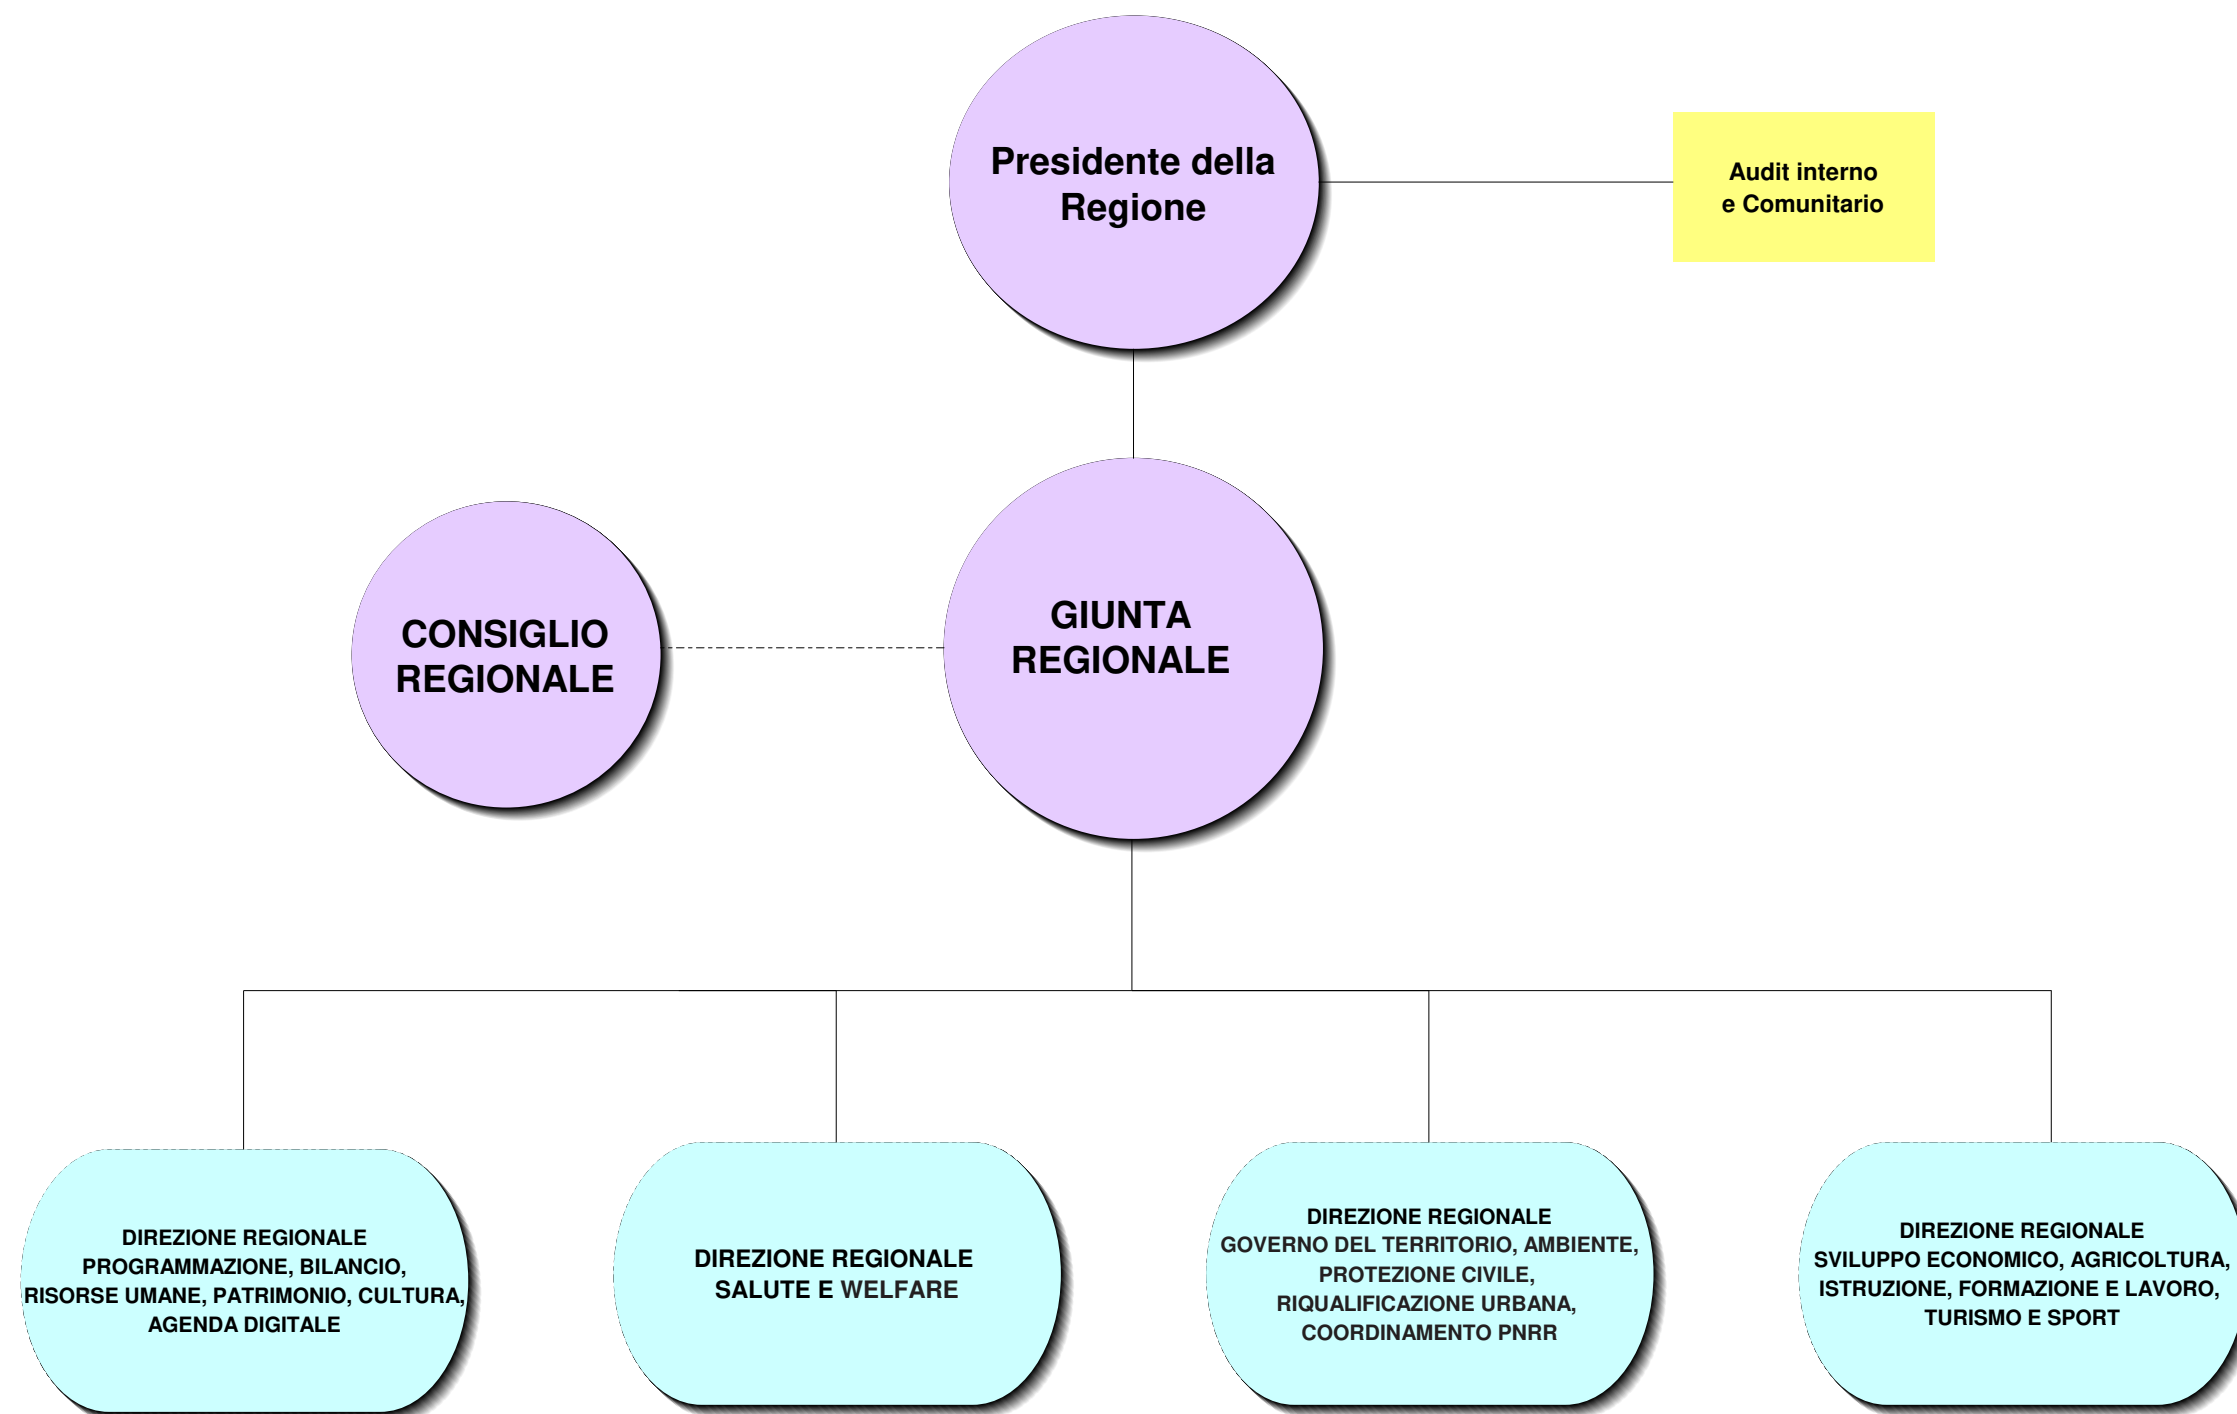 Presidente della
Regione
Audit interno
e Comunitario
CONSIGLIO
REGIONALE
GIUNTA
REGIONALE
DIREZIONE REGIONALE
PROGRAMMAZIONE, BILANCIO,
RISORSE UMANE, PATRIMONIO, CULTURA,
AGENDA DIGITALE
DIREZIONE REGIONALE
SALUTE E WELFARE
DIREZIONE REGIONALE
GOVERNO DEL TERRITORIO, AMBIENTE,
PROTEZIONE CIVILE,
RIQUALIFICAZIONE URBANA,
COORDINAMENTO PNRR
DIREZIONE REGIONALE
SVILUPPO ECONOMICO, AGRICOLTURA,
ISTRUZIONE, FORMAZIONE E LAVORO,
TURISMO E SPORT